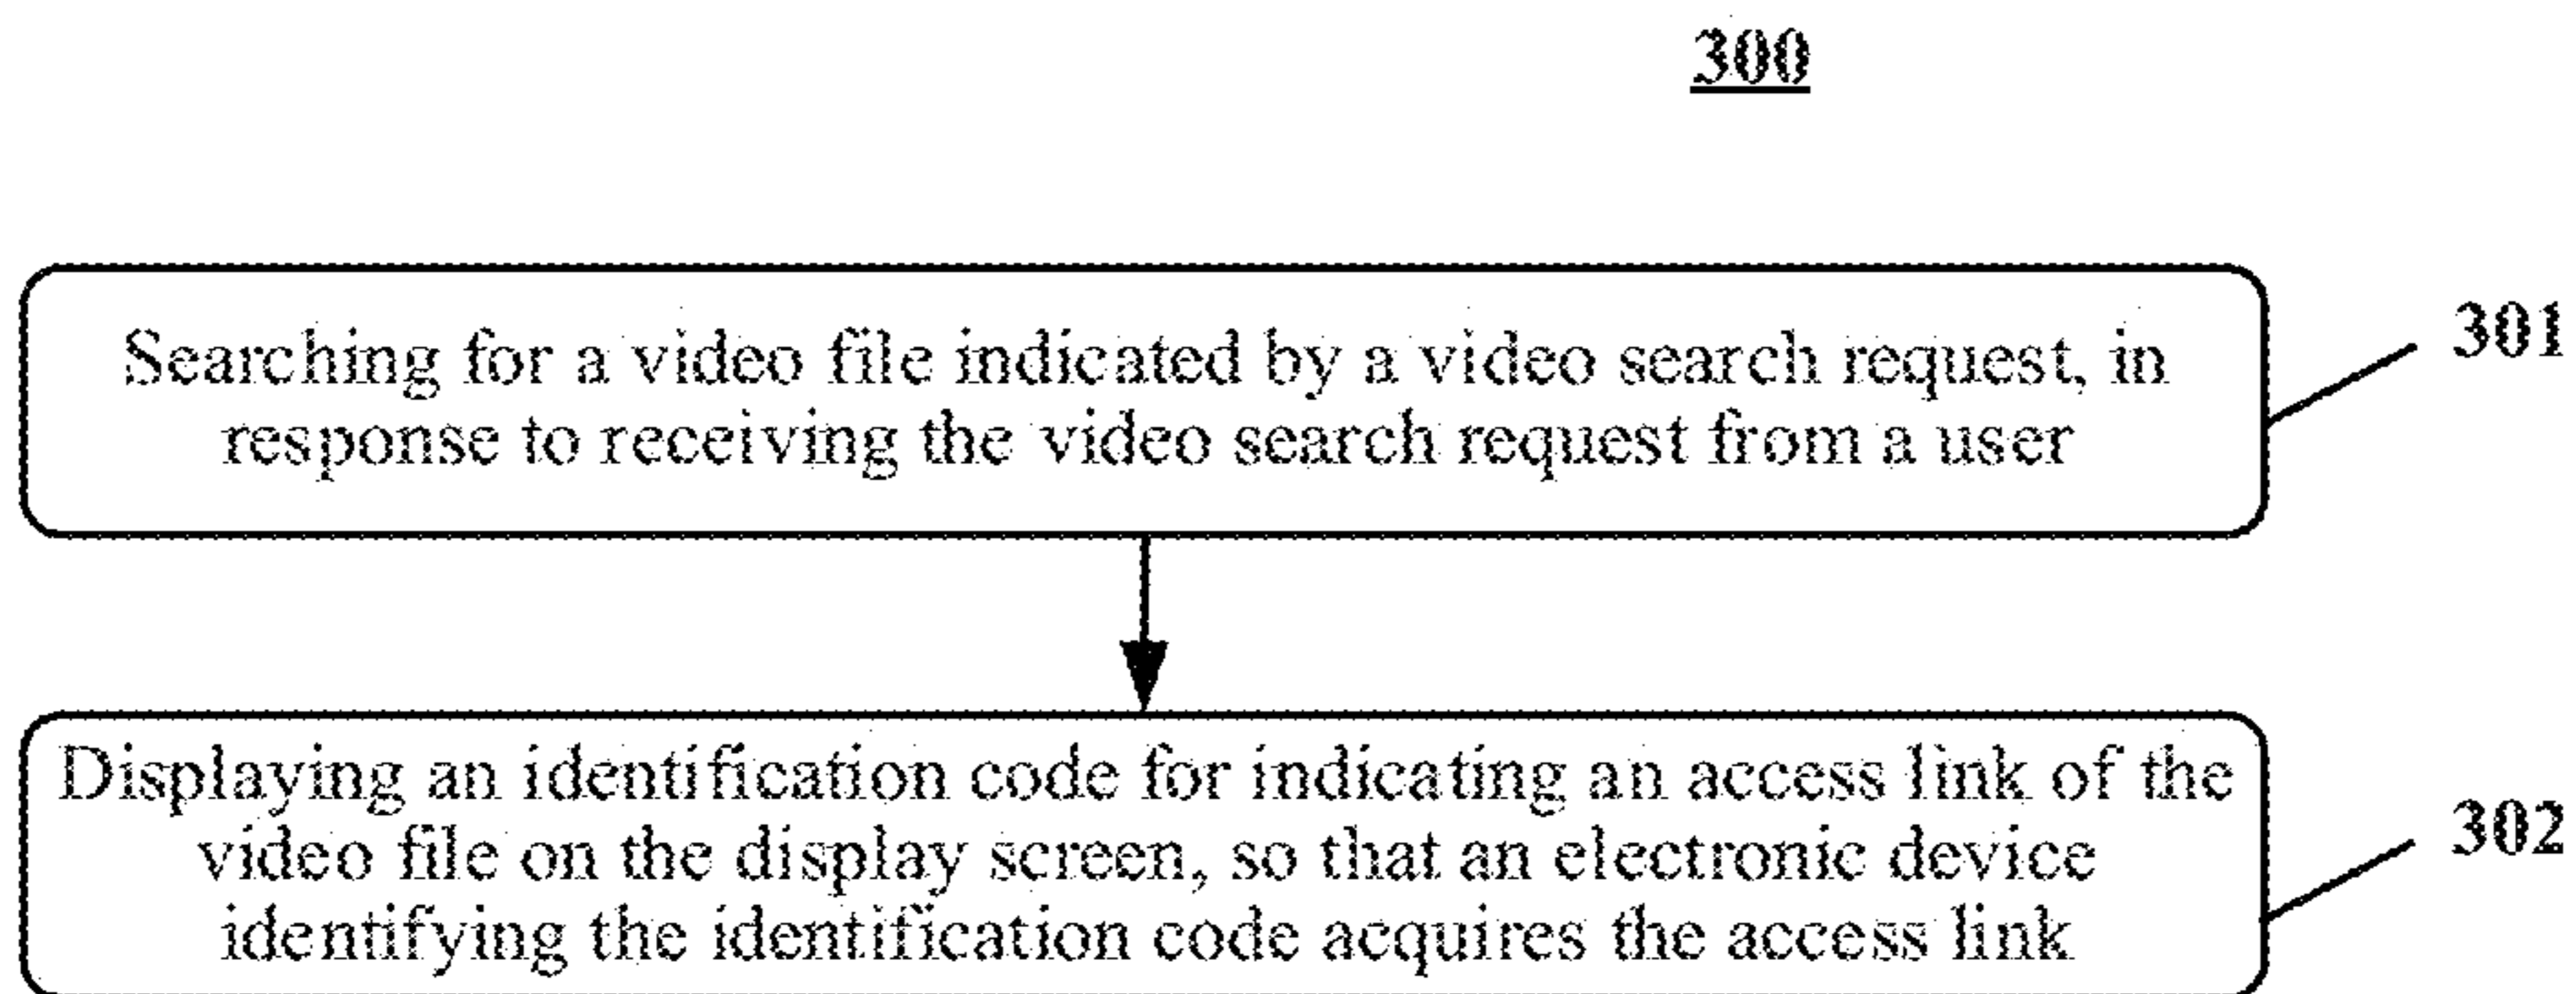 300
Searching for a video file indicated by a video search request, in
301
response to receiving the video search request from a user
Displaying an identification code for indicating an access link of the
video file on the display screen, so that an electronic device
302
identifying the identification code acquires the access link